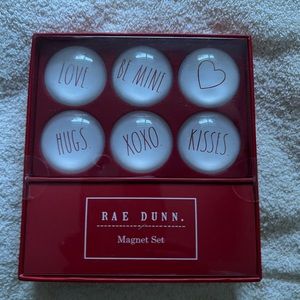 LOVE
BE MINE
HUGS.
XOXO.
KISSES.
RAE DUNN.
Magnet Set